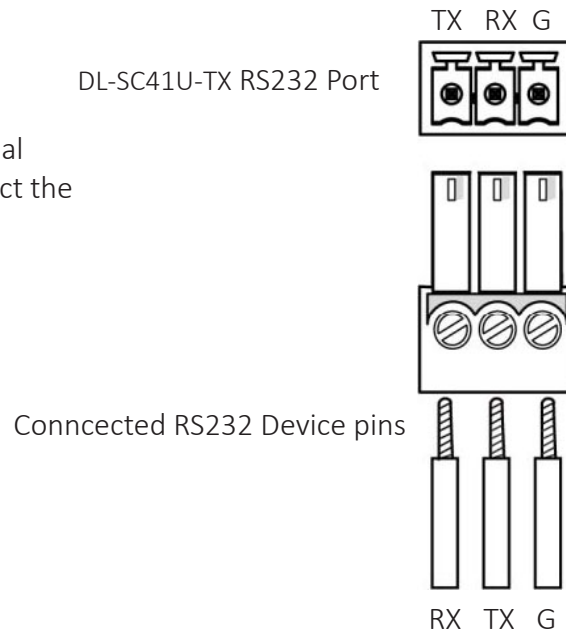 TX RX G
DL-SC41U-TX RS232 Port
al
ct the
Conncected RS232 Device pins
RX TX G